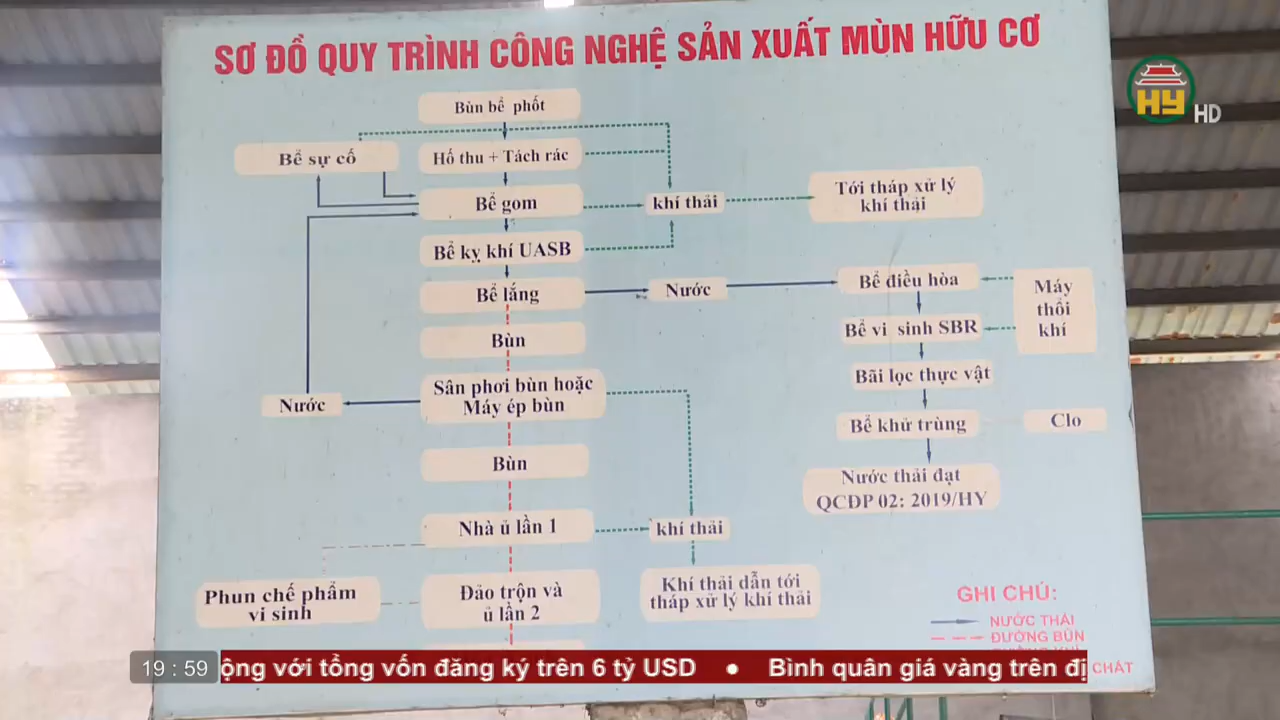 SƠ ĐỒ QUY TRÌNH CÔNG NGHỆ SẢN XUẤT MÙN HỮU CƠ
HY HD
Bùn bể phốt
Bể sự cố
Hố thu + Tách rác
Bể gom
khí thải
Tới tháp xử lý
khí thải
Bể kỵ khí UASB
Bể lắng
Nước
Bể điều hòa
Máy
thổi
khí
Bùn
Bể vi sinh SBR
Sân phơi bùn hoặc
Máy ép bùn
Nước
Bãi lọc thực vật
Bể khử trùng
Clo
Bùn
Nước thải đạt
QCĐP 02: 2019/HY
Nhà ủ lần 1
khí thải
Phun chế phẩm
vi sinh
Đảo trộn và
ủ lần 2
Khí thải dẫn tới
tháp xử lý khí thải
GHI CHÚ:
NƯỚC THẢI
ĐƯỜNG BÙN
CHẤT
19 : 59
ộng với tổng vốn đăng ký trên 6 tỷ USD • Bình quân giá vàng trên đị